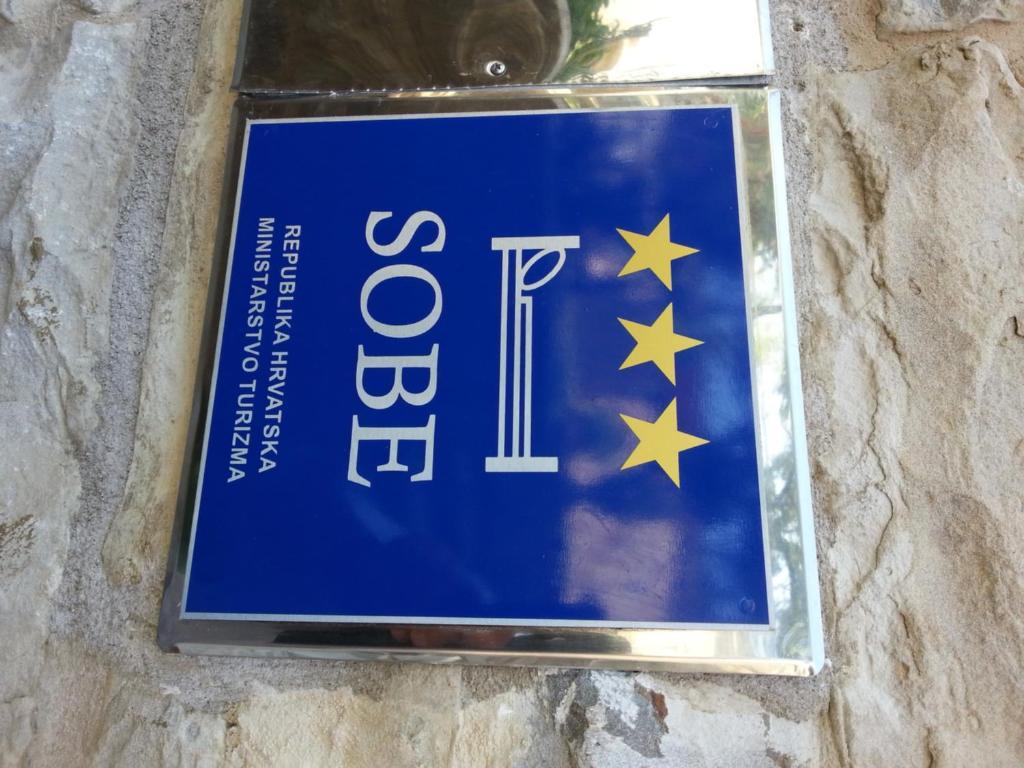 SOBE
REPUBLIKA HRVATSKA
MINISTARSTVO TURIZMA